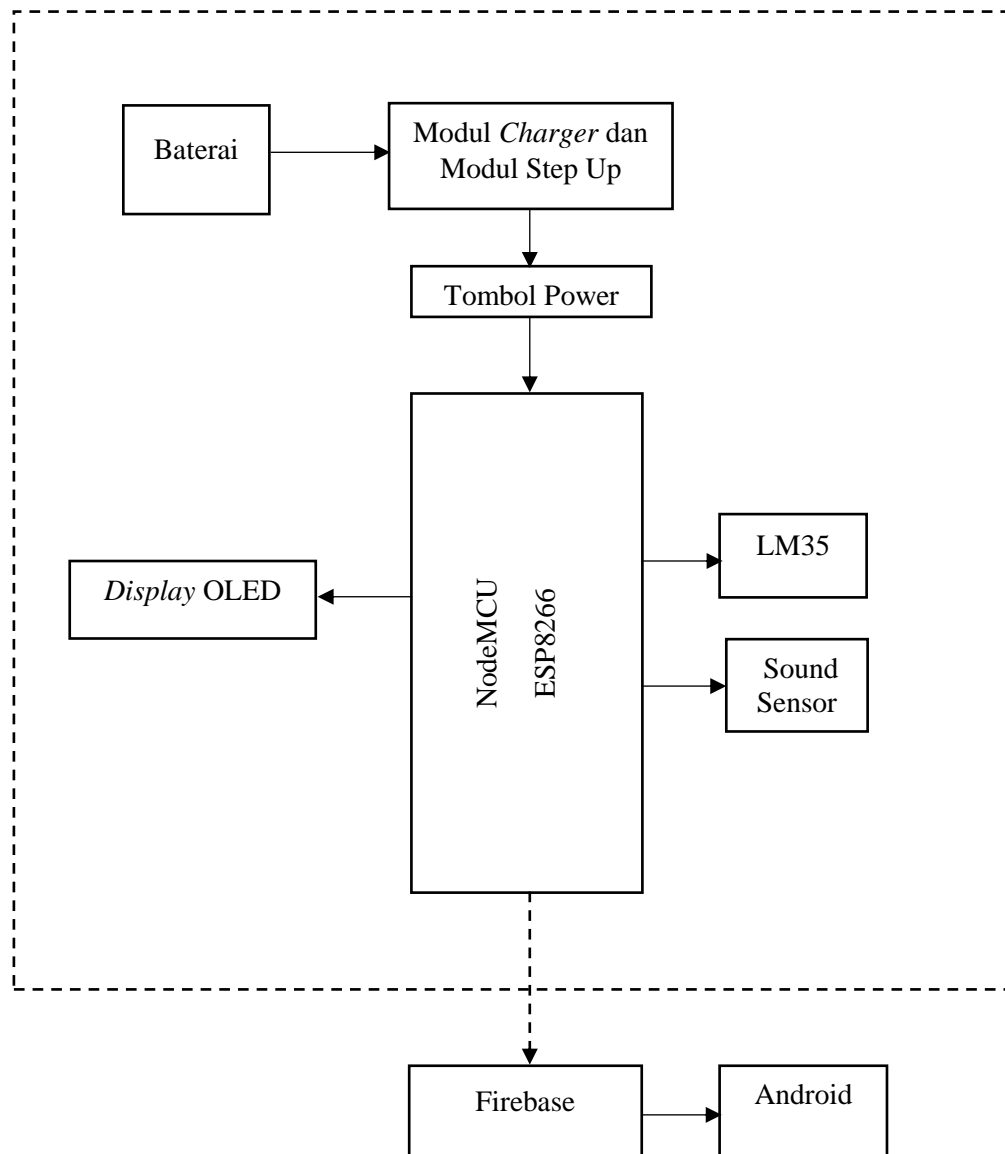 Baterai
Modul Charger dan
Modul Step Up
Tombol Power
NodeMCU
ESP8266
LM35
Display OLED
Sound
Sensor
Firebase
Android